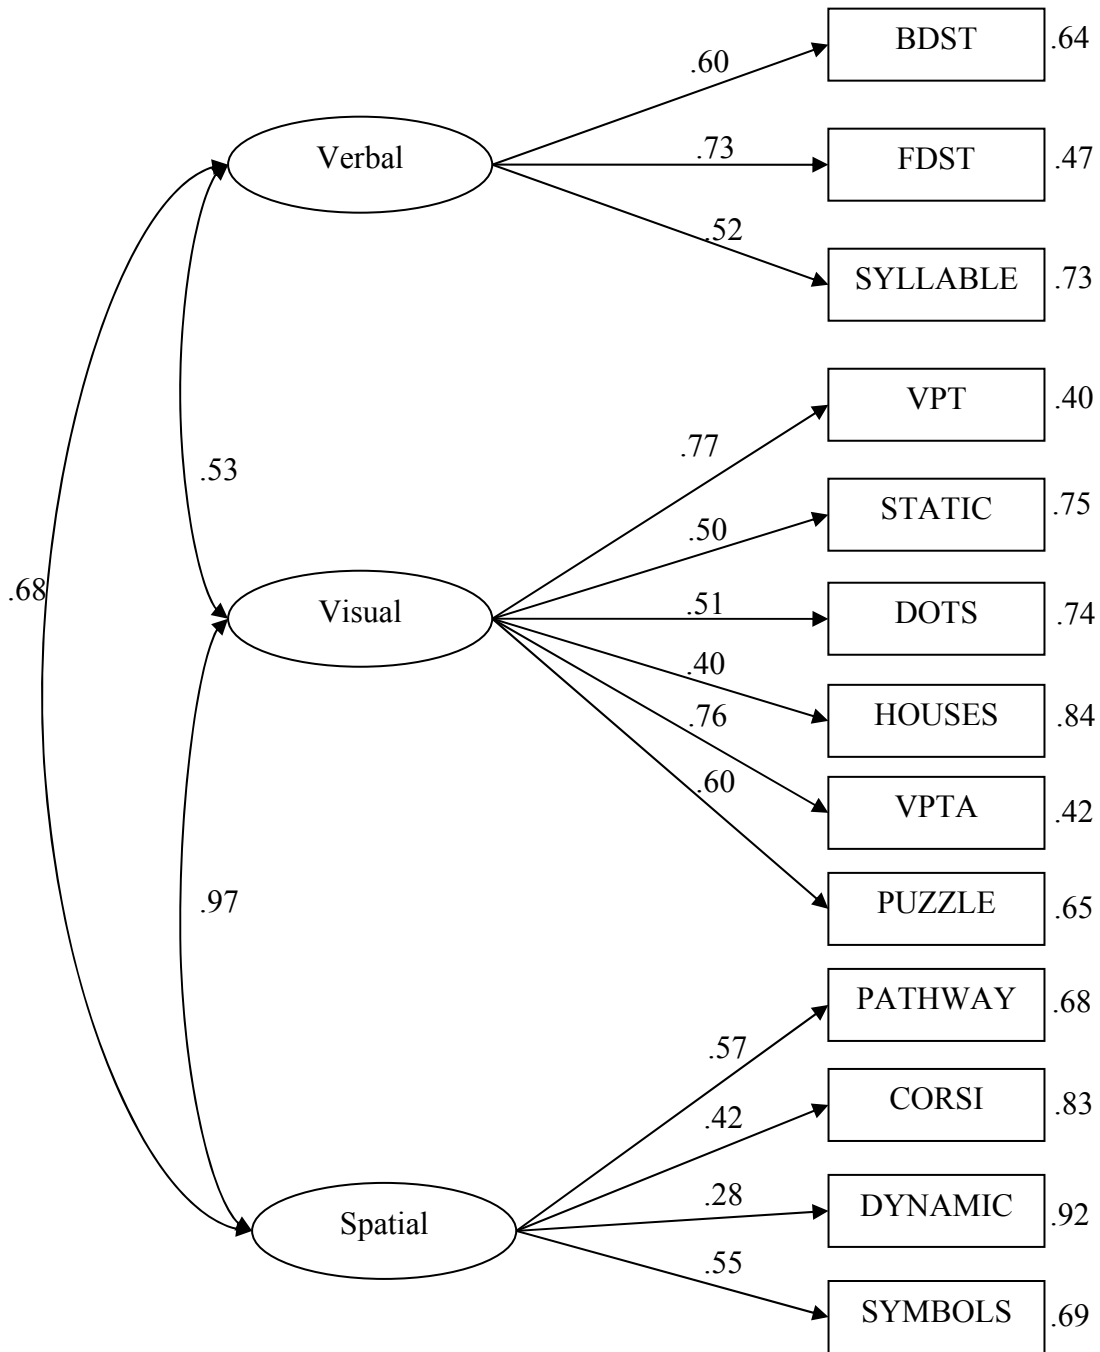 BDST
.64
.60
Verbal
.73
FDST
.47
.52
SYLLABLE
.73
VPT
.40
.77
.53
STATIC
.75
.50
.68
Visual
.51
DOTS
.74
.40
HOUSES
.84
.76
.60
VPTA
.42
.97
PUZZLE
.65
PATHWAY
.68
.57
CORSI
.83
.42
.28
DYNAMIC
.92
Spatial
.55
SYMBOLS
.69